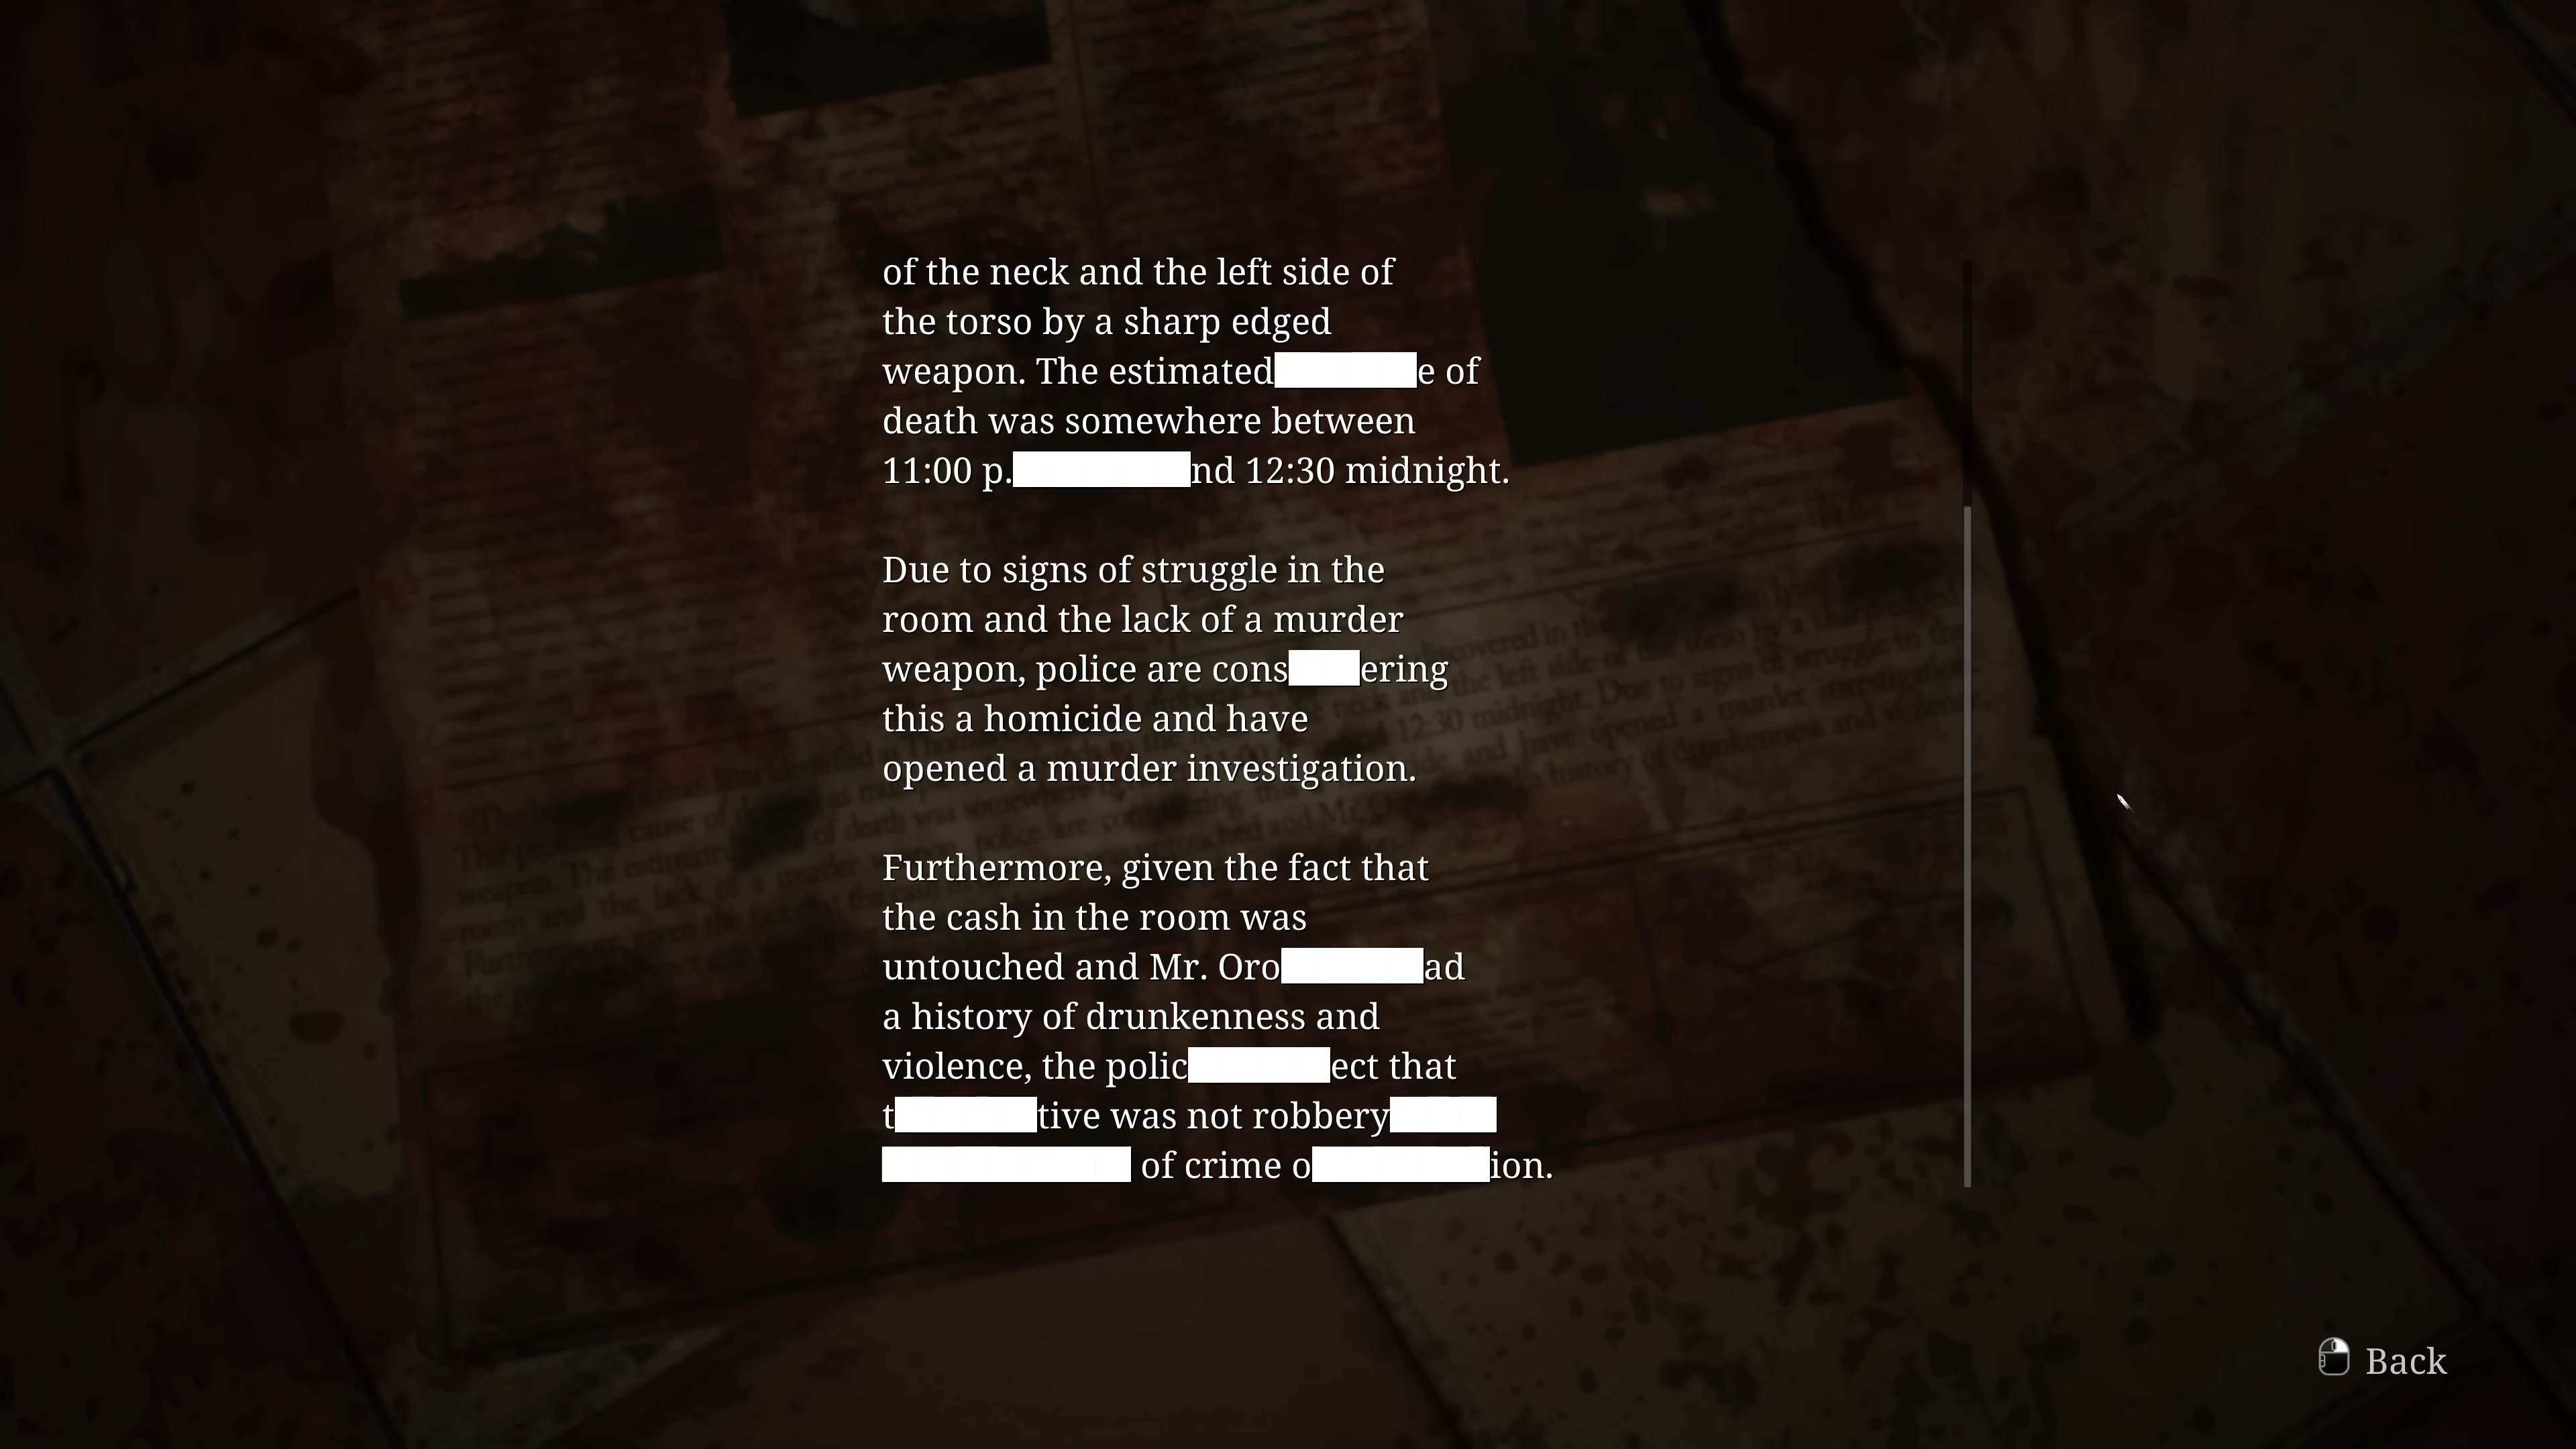 of the neck and the left side of
the torso by a sharp edged
weapon. The estimated████e of
death was somewhere between
11:00 p.█████nd 12:30 midnight.
Due to signs of struggle in the
room and the lack of a murder
weapon, police are cons██ering
this a homicide and have
opened a murder investigation.
Furthermore, given the fact that
the cash in the room was
untouched and Mr. Oro████ad
a history of drunkenness and
violence, the polic████ect that
t████tive was not robbery███
███████ of crime o█████ion.
Back